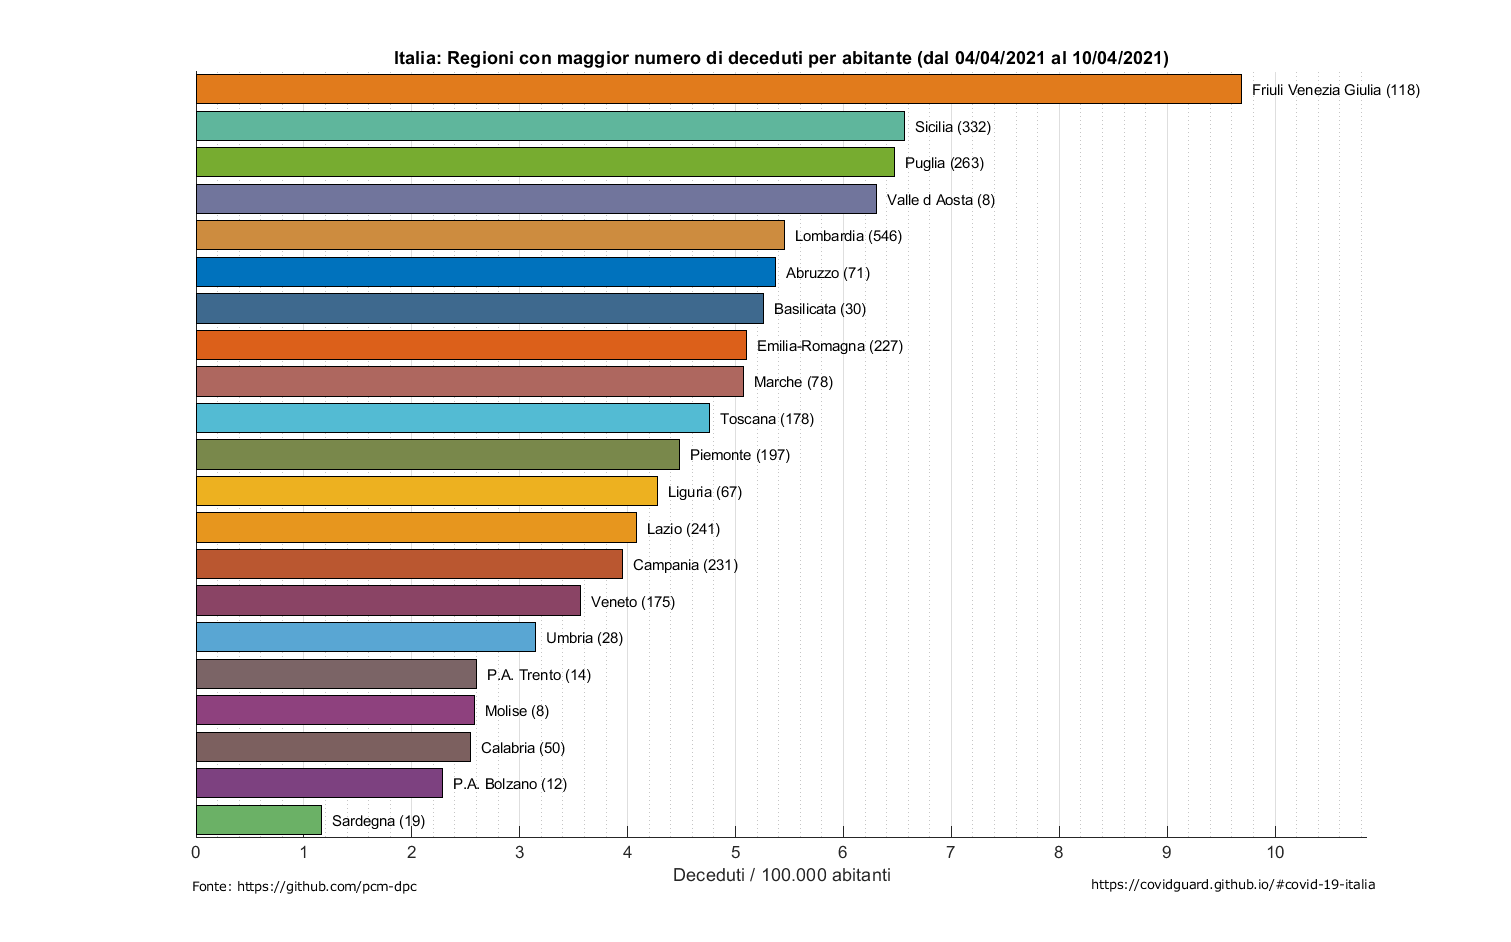 Italia: Regioni con maggior numero di deceduti per abitante (dal 04/04/2021 al 10/04/2021)
Friuli Venezia Giulia (118)
Sicilia (332)
Puglia (263)
Valle d Aosta (8)
Lombardia (546)
Abruzzo (71)
Basilicata (30)
Emilia-Romagna (227)
Marche (78)
Toscana (178)
Piemonte (197)
Liguria (67)
Lazio (241)
Campania (231)
Veneto (175)
Umbria (28)
P.A. Trento (14)
Molise (8)
Calabria (50)
P.A. Bolzano (12)
Sardegna (19)
0 1 2 3 4 5 6 7 8 9 10
Deceduti / 100.000 abitanti
Fonte: https://github.com/pcm-dpc
https://covidguard.github.io/#covid-19-italia